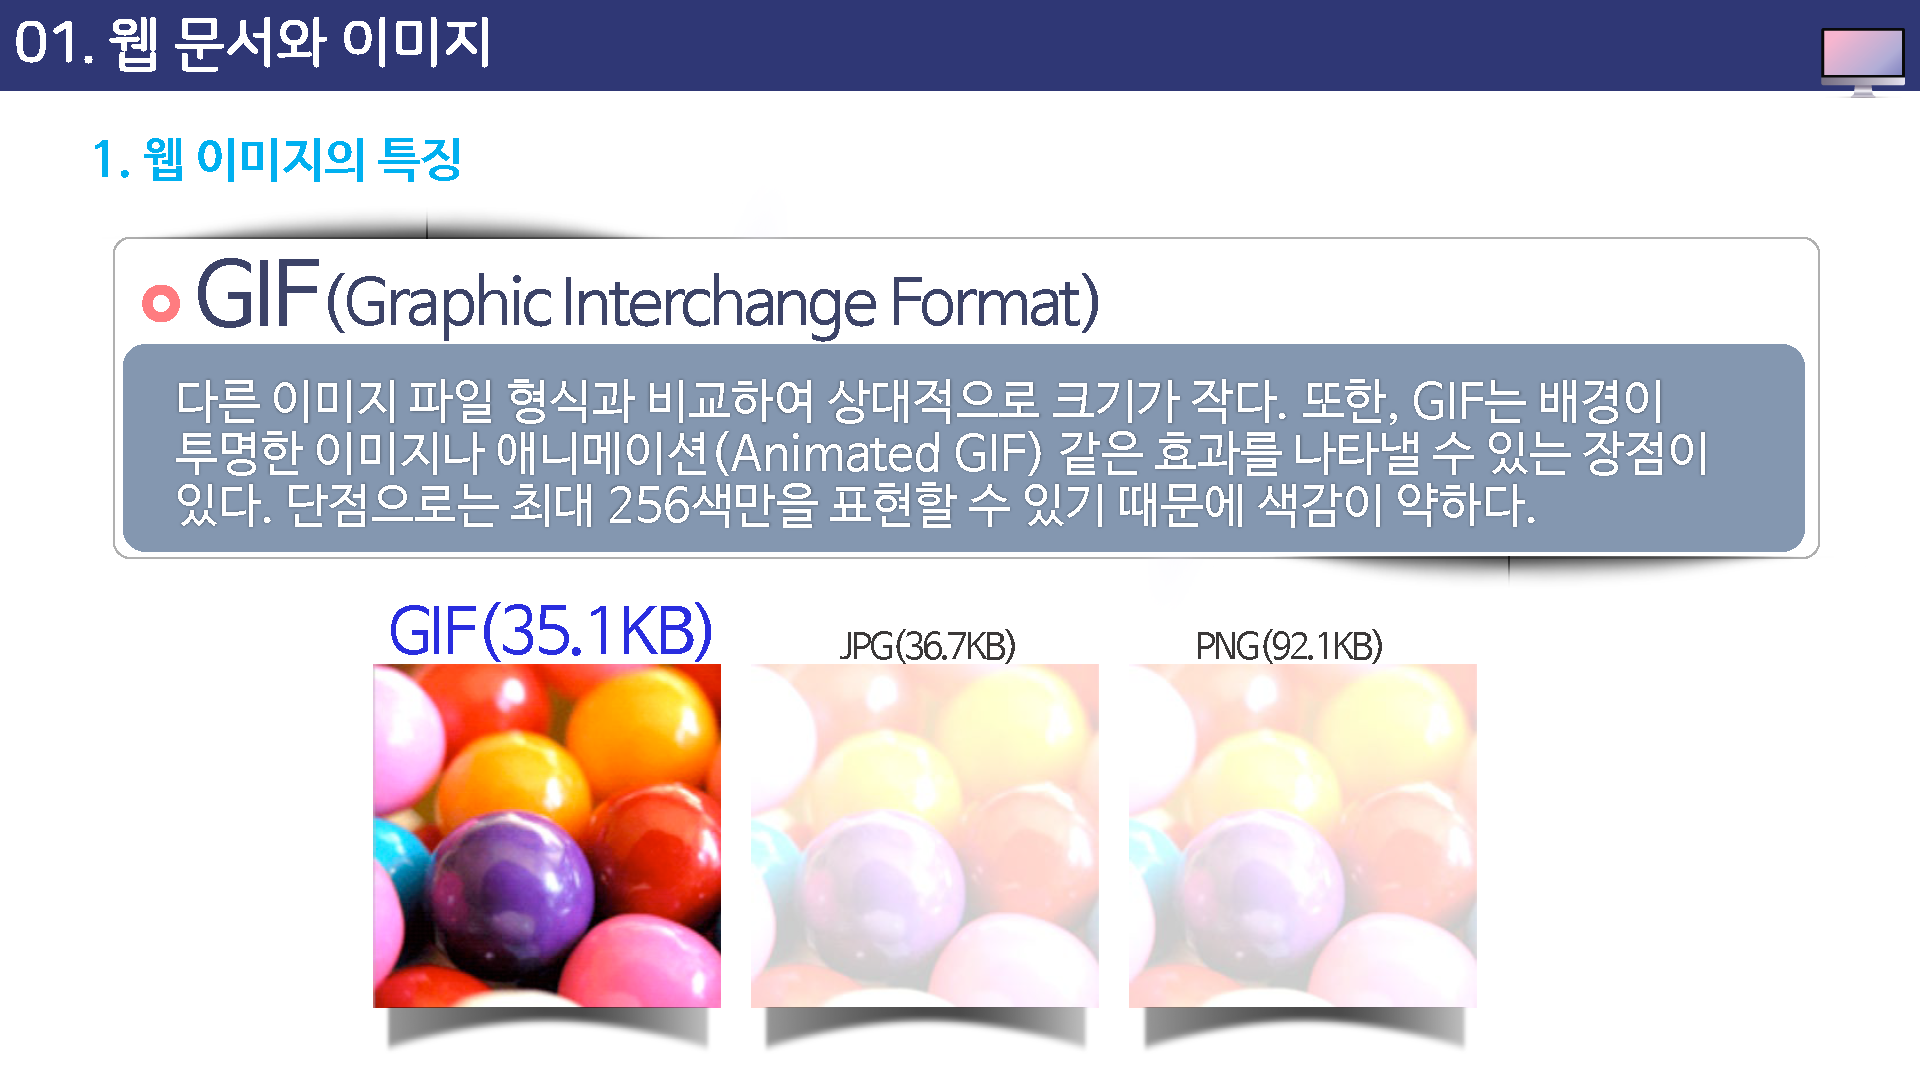 01. 웹 문서와 이미지
1. 웹 이미지의 특징
GIF(Graphic Interchange Format)
다른 이미지 파일 형식과 비교하여 상대적으로 크기가 작다. 또한, GIF는 배경이
투명한 이미지나 애니메이션(Animated GIF) 같은 효과를 나타낼 수 있는 장점이
있다. 단점으로는 최대 256색만을 표현할 수 있기 때문에 색감이 약하다.
GIF(35.1KB)
JPG(36.7KB)
PNG(92.1KB)